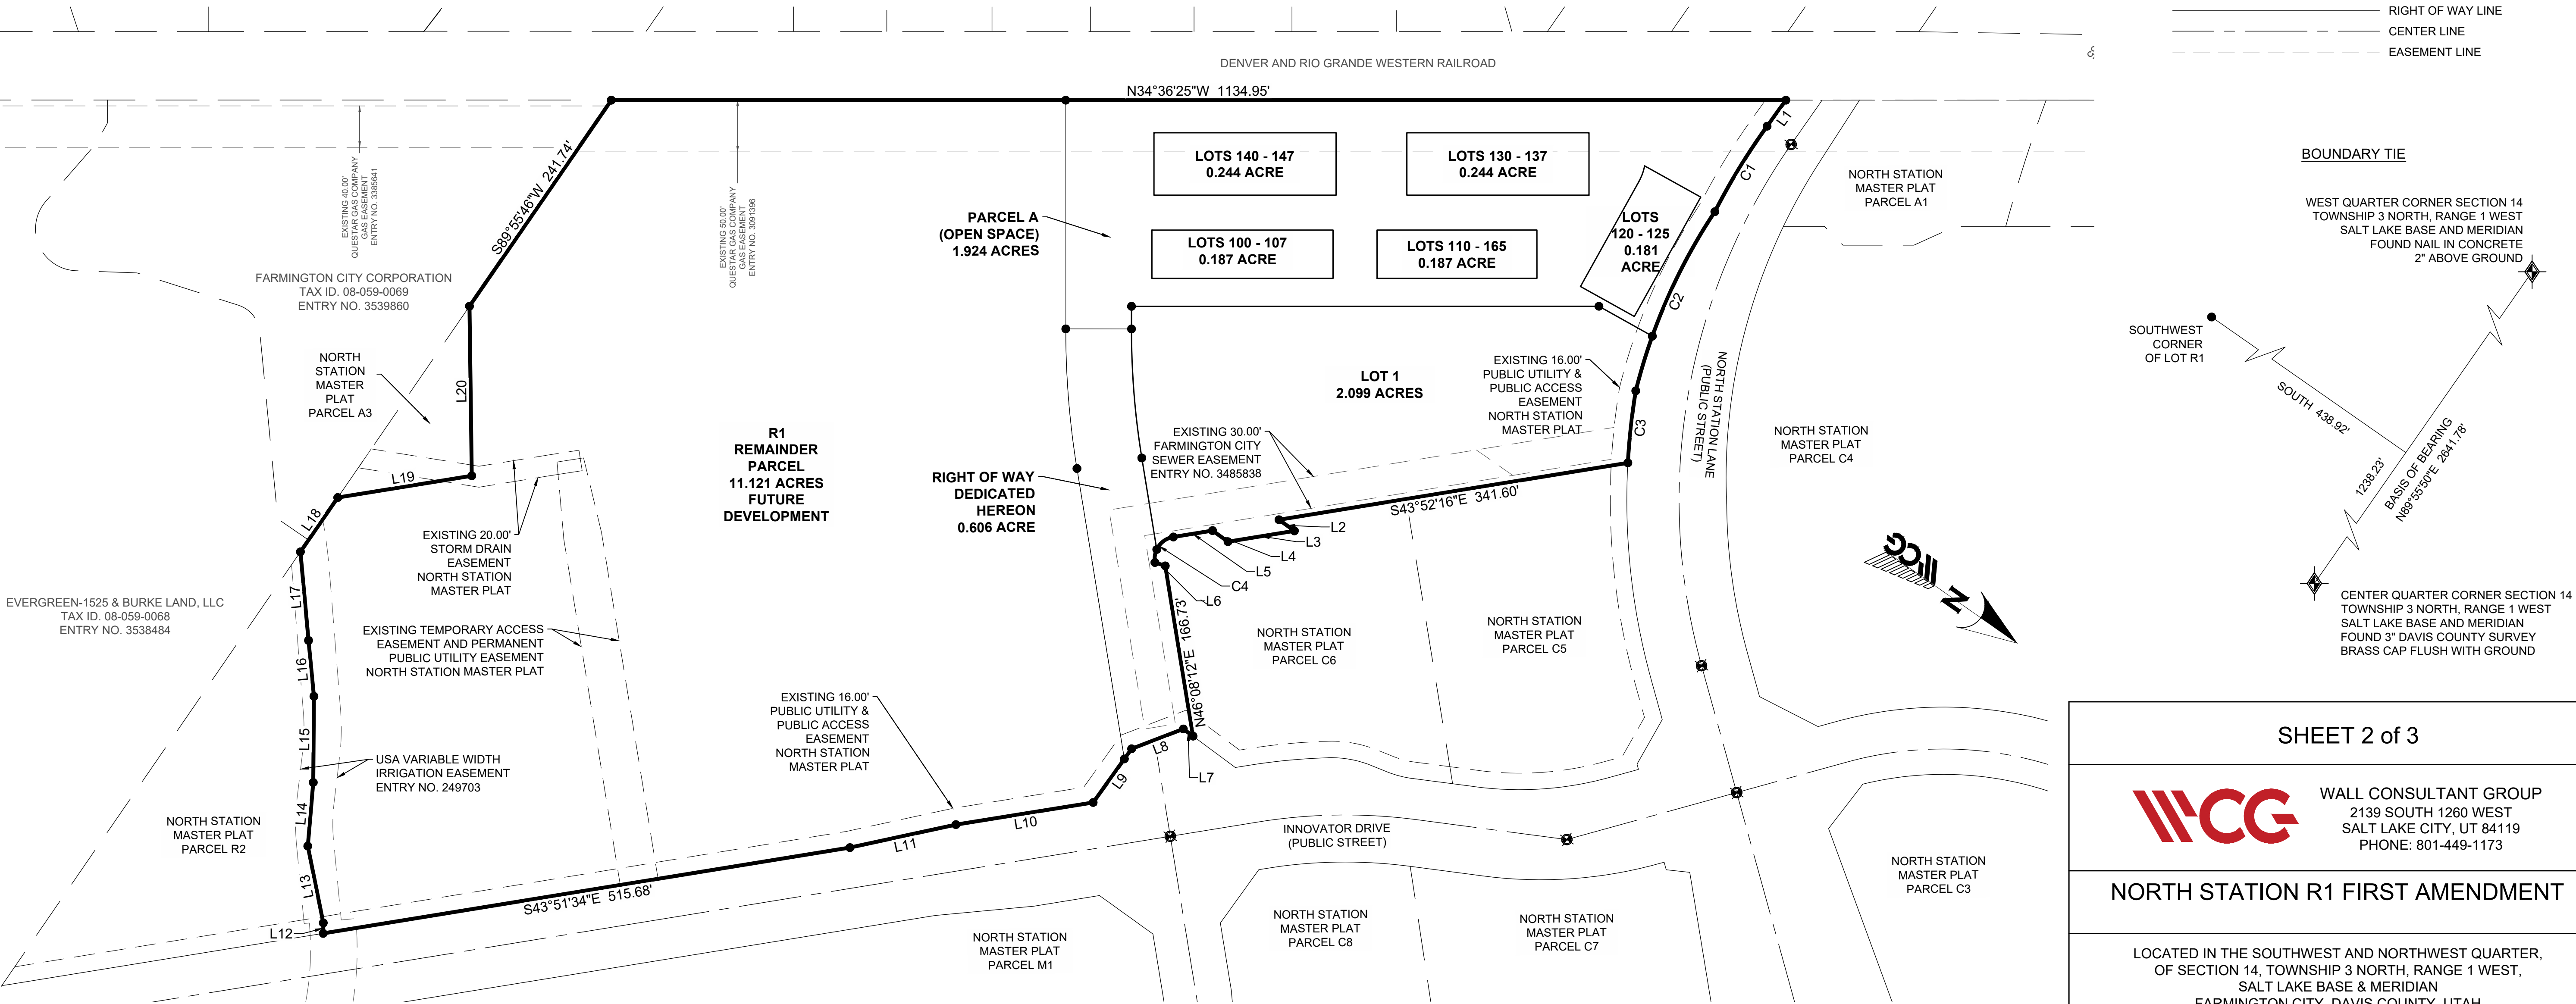 RIGHT OF WAY LINE
CENTER LINE
EASEMENT LINE
DENVER AND RIO GRANDE WESTERN RAILROAD
N34°36'25"W 1134.95'
L1
S89°55'46"W 241.74'
EXISTING 40.00'
QUESTAR GAS COMPANY
GAS EASEMENT
ENTRY NO. 3385641
EXISTING 50.00'
QUESTAR GAS COMPANY
GAS EASEMENT
ENTRY NO. 3091396
LOTS 140 - 147
0.244 ACRE
LOTS 130 - 137
0.244 ACRE
C1
NORTH STATION
MASTER PLAT
PARCEL A1
PARCEL A
(OPEN SPACE)
1.924 ACRES
LOTS 100 - 107
0.187 ACRE
LOTS 110 - 165
0.187 ACRE
LOTS
120 - 125
0.181
ACRE
C2
FARMINGTON CITY CORPORATION
TAX ID. 08-059-0069
ENTRY NO. 3539860
NORTH
STATION
MASTER
PLAT
PARCEL A3
L20
LOT 1
2.099 ACRES
EXISTING 16.00'
PUBLIC UTILITY &
PUBLIC ACCESS
EASEMENT
NORTH STATION
MASTER PLAT
C3
NORTH STATION LANE
(PUBLIC STREET)
NORTH STATION
MASTER PLAT
PARCEL C4
R1
REMAINDER
PARCEL
11.121 ACRES
FUTURE
DEVELOPMENT
EXISTING 30.00'
FARMINGTON CITY
SEWER EASEMENT
ENTRY NO. 3485838
RIGHT OF WAY
DEDICATED
HEREON
0.606 ACRE
S43°52'16"E 341.60'
L19
L18
L2
L3
L4
L5
C4
L6
EXISTING 20.00'
STORM DRAIN
EASEMENT
NORTH STATION
MASTER PLAT
L17
EVERGREEN-1525 & BURKE LAND, LLC
TAX ID. 08-059-0068
ENTRY NO. 3538484
EXISTING TEMPORARY ACCESS
EASEMENT AND PERMANENT
PUBLIC UTILITY EASEMENT
NORTH STATION MASTER PLAT
L16
N46°08'12"E 166.73'
NORTH STATION
MASTER PLAT
PARCEL C6
NORTH STATION
MASTER PLAT
PARCEL C5
EXISTING 16.00'
PUBLIC UTILITY &
PUBLIC ACCESS
EASEMENT
NORTH STATION
MASTER PLAT
L15
USA VARIABLE WIDTH
IRRIGATION EASEMENT
ENTRY NO. 249703
L8
L7
L9
L14
L10
L11
NORTH STATION
MASTER PLAT
PARCEL R2
INNOVATOR DRIVE
(PUBLIC STREET)
L13
S43°51'34"E 515.68'
L12
NORTH STATION
MASTER PLAT
PARCEL M1
NORTH STATION
MASTER PLAT
PARCEL C8
NORTH STATION
MASTER PLAT
PARCEL C7
NORTH STATION
MASTER PLAT
PARCEL C3
BOUNDARY TIE
WEST QUARTER CORNER SECTION 14
TOWNSHIP 3 NORTH, RANGE 1 WEST
SALT LAKE BASE AND MERIDIAN
FOUND NAIL IN CONCRETE
2" ABOVE GROUND
SOUTHWEST
CORNER
OF LOT R1
SOUTH 438.92'
1238.23'
BASIS OF BEARING
N89°55'50"E 2641.78'
WCG
N
CENTER QUARTER CORNER SECTION 14
TOWNSHIP 3 NORTH, RANGE 1 WEST
SALT LAKE BASE AND MERIDIAN
FOUND 3" DAVIS COUNTY SURVEY
BRASS CAP FLUSH WITH GROUND
SHEET 2 of 3
WCG
WALL CONSULTANT GROUP
2139 SOUTH 1260 WEST
SALT LAKE CITY, UT 84119
PHONE: 801-449-1173
NORTH STATION R1 FIRST AMENDMENT
LOCATED IN THE SOUTHWEST AND NORTHWEST QUARTER,
OF SECTION 14, TOWNSHIP 3 NORTH, RANGE 1 WEST,
SALT LAKE BASE & MERIDIAN
FARMINGTON CITY, DAVIS COUNTY, UTAH